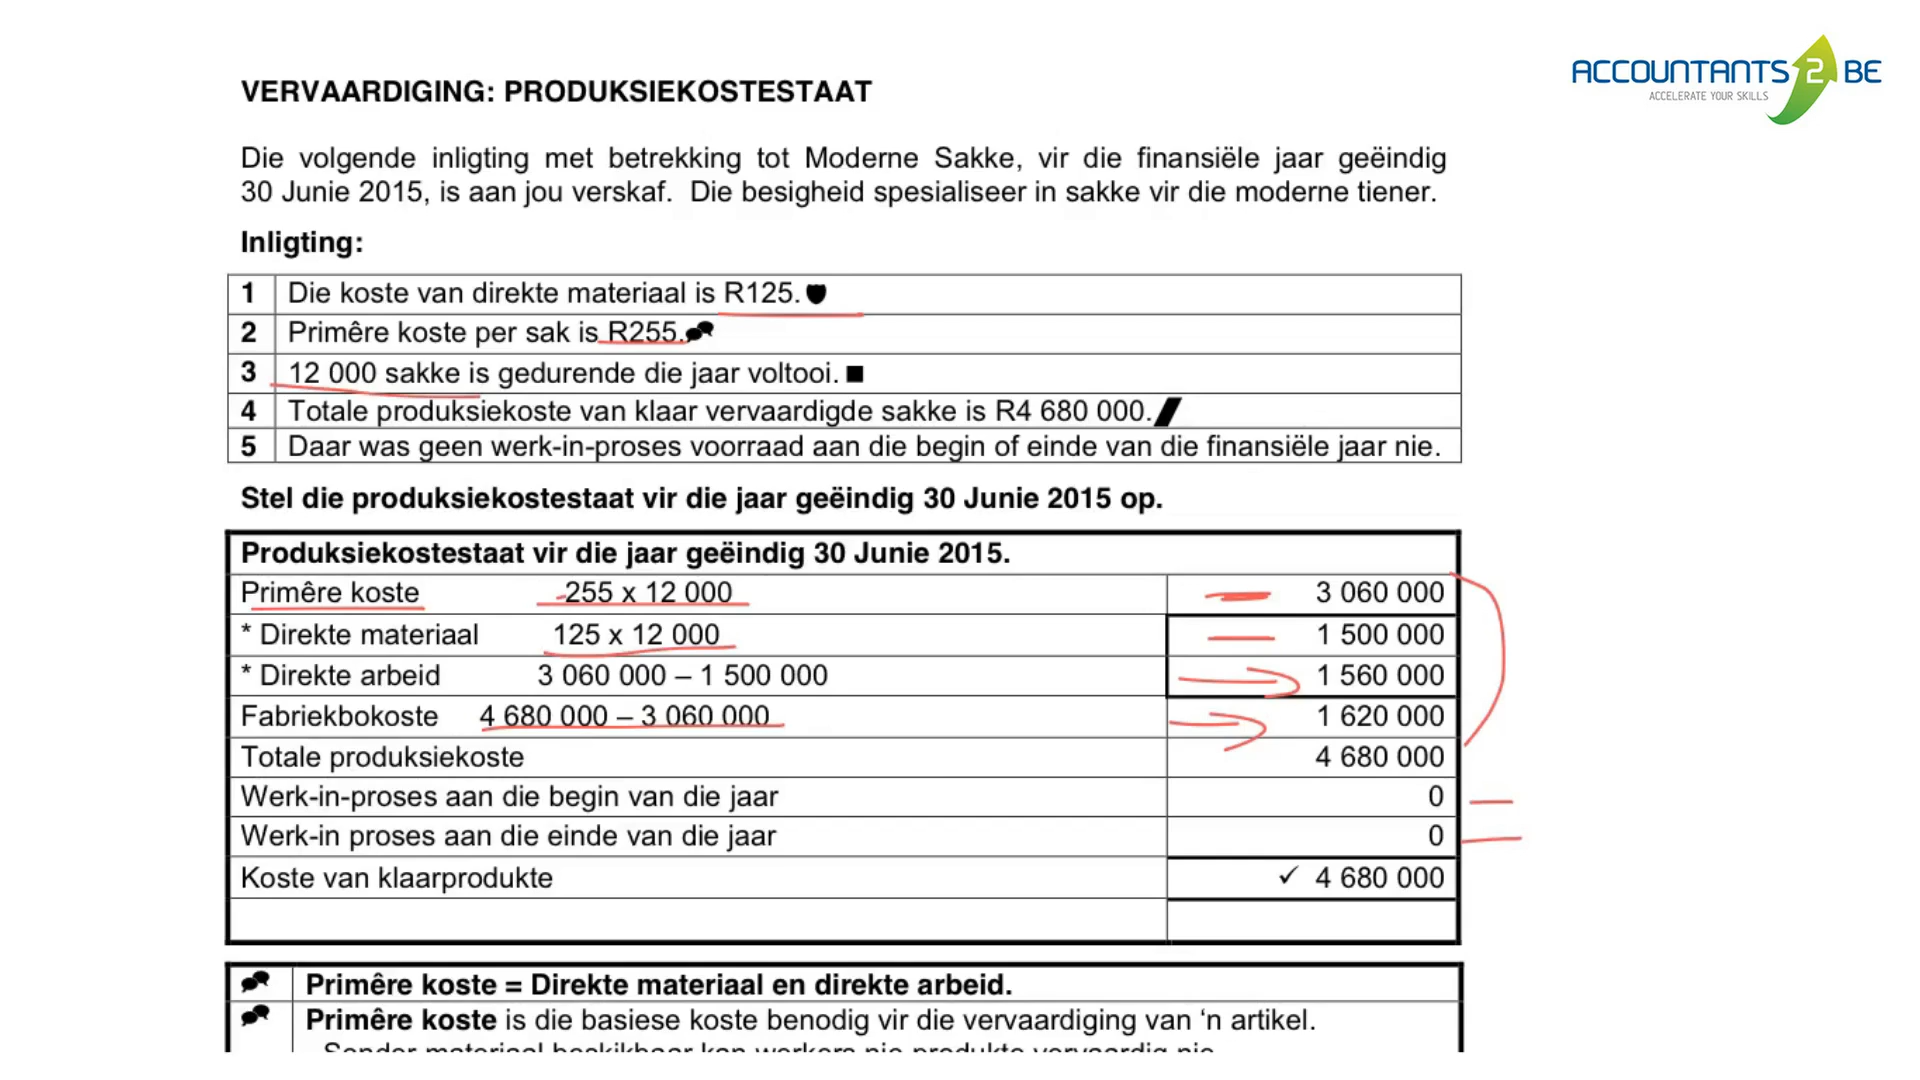 ACCOUNTANTS 2 BE
ACCELERATE YOUR SKILLS
VERVAARDIGING: PRODUKSIEKOSTESTAAT
Die volgende inligting met betrekking tot Moderne Sakke, vir die finansiële jaar geëindig
30 Junie 2015, is aan jou verskaf. Die besigheid spesialiseer in sakke vir die moderne tiener.
Inligting:
1 Die koste van direkte materiaal is R125.
2 Primêre koste per sak is R255.
3 12 000 sakke is gedurende die jaar voltooi.
4 Totale produksiekoste van klaar vervaardigde sakke is R4 680 000.
5 Daar was geen werk-in-proses voorraad aan die begin of einde van die finansiële jaar nie.
Stel die produksiekostestaat vir die jaar geëindig 30 Junie 2015 op.
Produksiekostestaat vir die jaar geëindig 30 Junie 2015.
Primêre koste 255 x 12 000 3 060 000
* Direkte materiaal 125 x 12 000 1 500 000
* Direkte arbeid 3 060 000 – 1 500 000 1 560 000
Fabriekbokoste 4 680 000 – 3 060 000 1 620 000
Totale produksiekoste 4 680 000
Werk-in-proses aan die begin van die jaar 0
Werk-in proses aan die einde van die jaar 0
Koste van klaarprodukte ✓ 4 680 000
Primêre koste = Direkte materiaal en direkte arbeid.
Primêre koste is die basiese koste benodig vir die vervaardiging van ‘n artikel.
Sonder materiaal beskikbaar kan werkers nie produkte vervaardig nie